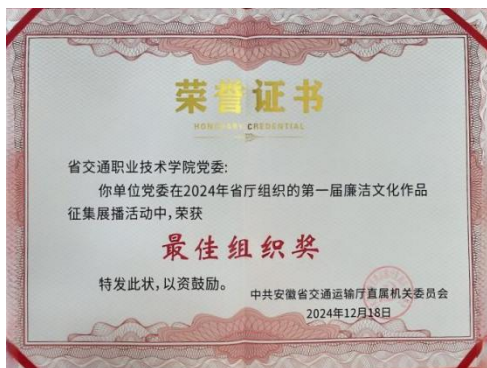 荣誉证书
HONORARY CREDENTIAL
省交通职业技术学院党委:
你单位党委在2024年省厅组织的第一届廉洁文化作品
征集展播活动中,荣获
最佳组织奖
特发此状,以资鼓励。
中共安徽省交通运输厅直属机关委员会
2024年12月18日